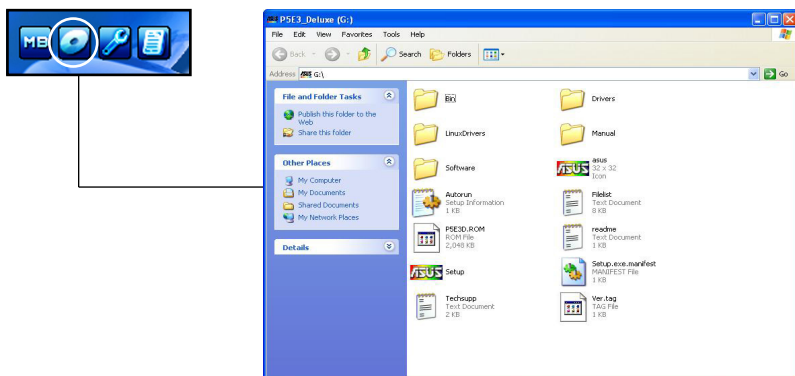 MB
P5E3_Deluxe (G:)
File Edit View Favorites Tools Help
Back Search Folders
Address G:\ Go
File and Folder Tasks
Publish this folder to the
Web
Share this folder
Other Places
My Computer
My Documents
Shared Documents
My Network Places
Details
Bin
Drivers
LinuxDrivers
Manual
Software
ASUS
asus
32 x 32
Icon
Autorun
Setup Information
1 KB
Filelist
Text Document
8 KB
P5E3D.ROM
ROM File
2,048 KB
readme
Text Document
1 KB
ASUS
Setup
Setup.exe.manifest
MANIFEST File
1 KB
Techsupp
Text Document
2 KB
Ver.tag
TAG File
1 KB